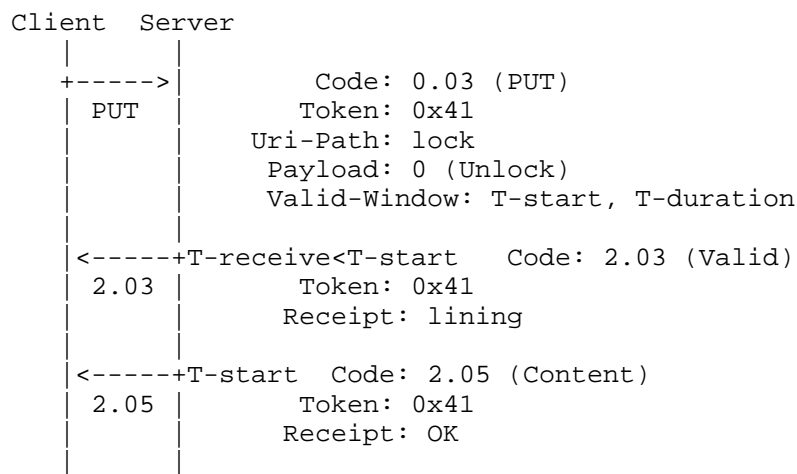 Client Server
+----->| Code: 0.03 (PUT)
| PUT | Token: 0x41
| | Uri-Path: lock
| | Payload: 0 (Unlock)
| | Valid-Window: T-start, T-duration
|<-----+T-receive<T-start Code: 2.03 (Valid)
| 2.03 | Token: 0x41
| | Receipt: lining
|<-----+T-start Code: 2.05 (Content)
| 2.05 | Token: 0x41
| | Receipt: OK